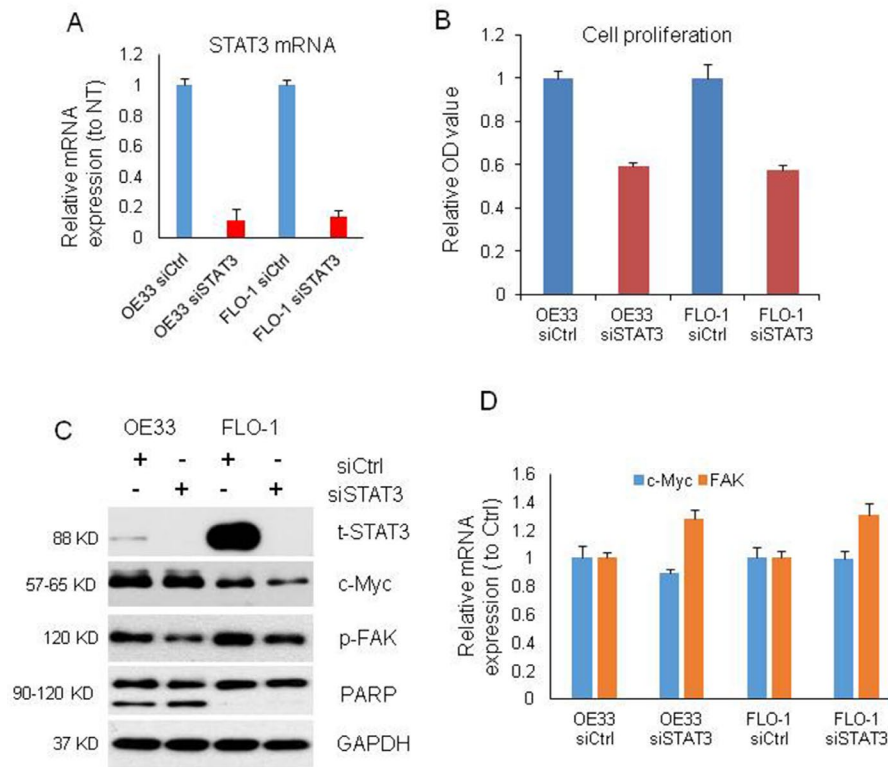 A
STAT3 mRNA
Relative mRNA
expression (to NT)
1.2
1
0.8
0.6
0.4
0.2
0
OE33 siCtrl
OE33 siSTAT3
FLO-1 siCtrl
FLO-1 siSTAT3
B
Cell proliferation
Relative OD value
1.2
1
0.8
0.6
0.4
0.2
0
OE33
siCtrl
OE33
siSTAT3
FLO-1
siCtrl
FLO-1
siSTAT3
C
OE33 FLO-1
+ - + - siCtrl
- + - + siSTAT3
88 KD t-STAT3
57-65 KD c-Myc
120 KD p-FAK
90-120 KD PARP
37 KD GAPDH
D
Relative mRNA
expression ( to Ctrl)
c-Myc FAK
1.6
1.4
1.2
1
0.8
0.6
0.4
0.2
0
OE33
siCtrl
OE33
siSTAT3
FLO-1
siCtrl
FLO-1
siSTAT3